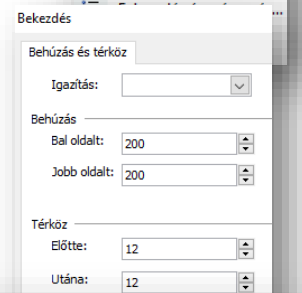 Bekezdés
Behúzás és térköz
Igazítás:
Behúzás
Bal oldalt: 200
Jobb oldalt: 200
Térköz
Előtte: 12
Utána: 12